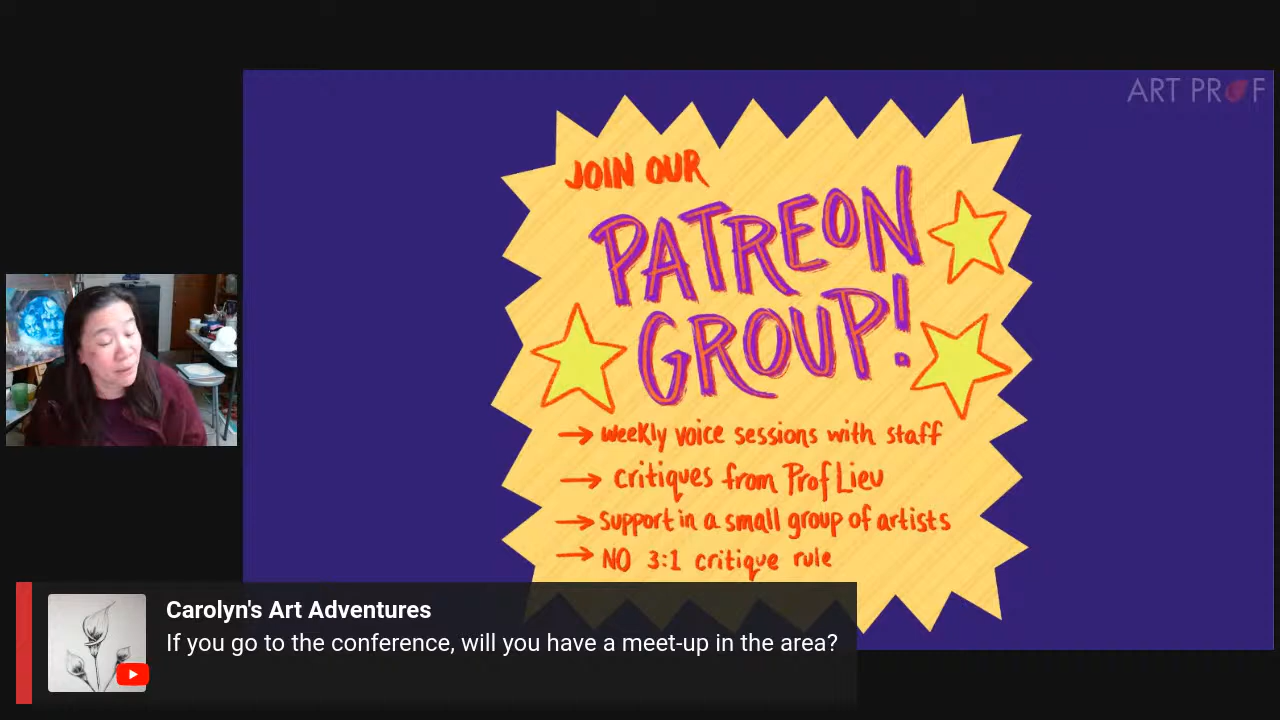 ART PROF
JOIN OUR
PATREON
GROUP!
→ weekly voice sessions with staff
→ critiques from Prof Lieu
→ support in a small group of artists
→ NO 3:1 critique rule
Carolyn's Art Adventures
If you go to the conference, will you have a meet-up in the area?